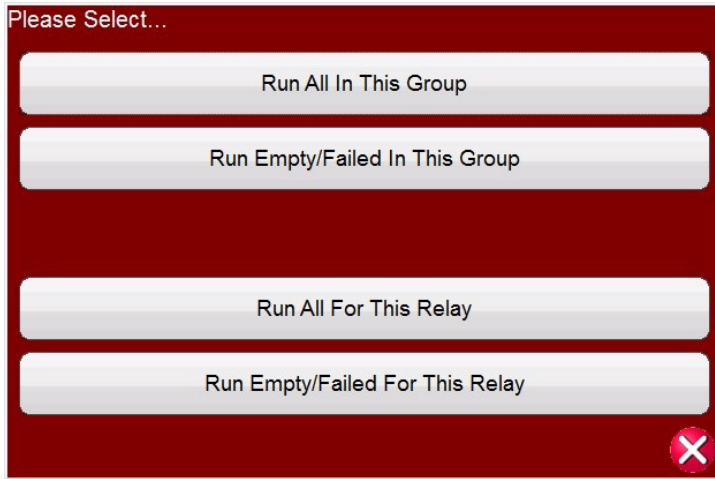 Please Select...
Run All In This Group
Run Empty/Failed In This Group
Run All For This Relay
Run Empty/Failed For This Relay